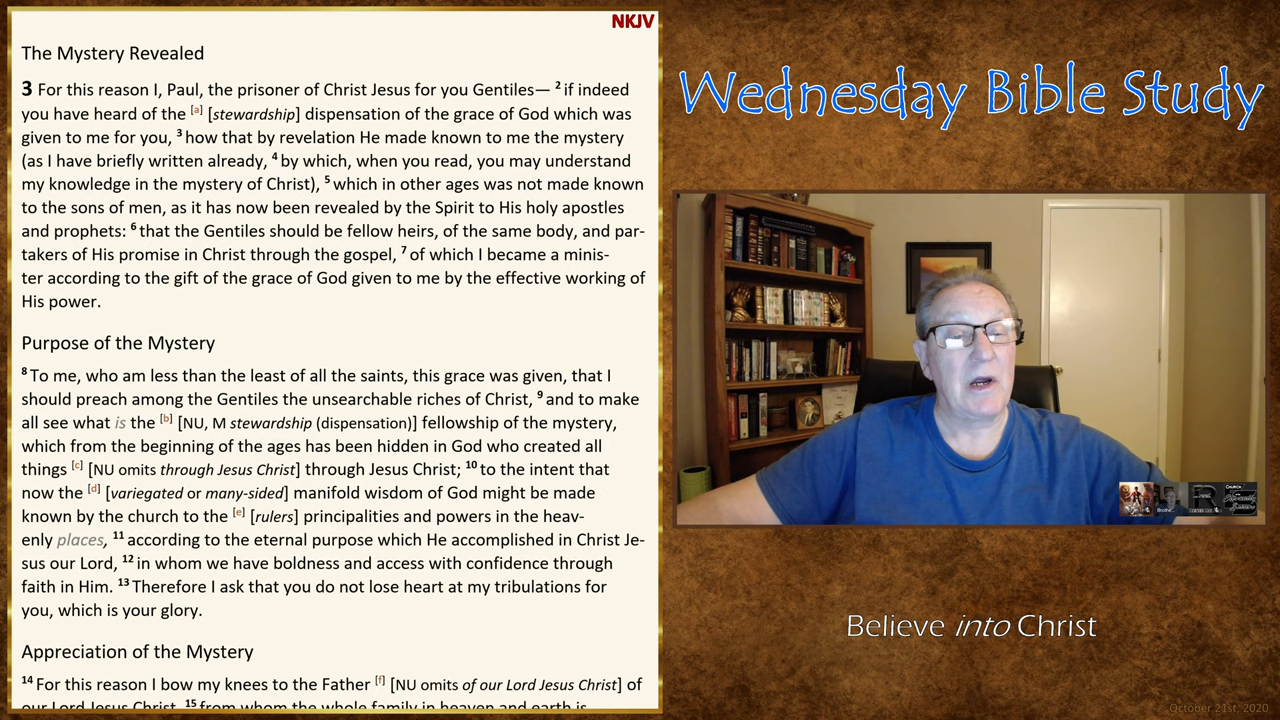 NKJV
The Mystery Revealed
3 For this reason I, Paul, the prisoner of Christ Jesus for you Gentiles— 2 if indeed
you have heard of the [a] [stewardship] dispensation of the grace of God which was
given to me for you, 3 how that by revelation He made known to me the mystery
(as I have briefly written already, 4 by which, when you read, you may understand
my knowledge in the mystery of Christ), 5 which in other ages was not made known
to the sons of men, as it has now been revealed by the Spirit to His holy apostles
and prophets: 6 that the Gentiles should be fellow heirs, of the same body, and par-
takers of His promise in Christ through the gospel, 7 of which I became a minis-
ter according to the gift of the grace of God given to me by the effective working of
His power.
Purpose of the Mystery
8 To me, who am less than the least of all the saints, this grace was given, that I
should preach among the Gentiles the unsearchable riches of Christ, 9 and to make
all see what is the [b] [NU, M stewardship (dispensation)] fellowship of the mystery,
which from the beginning of the ages has been hidden in God who created all
things [c] [NU omits through Jesus Christ] through Jesus Christ; 10 to the intent that
now the [d] [variegated or many-sided] manifold wisdom of God might be made
known by the church to the [e] [rulers] principalities and powers in the heav-
enly places, 11 according to the eternal purpose which He accomplished in Christ Je-
sus our Lord, 12 in whom we have boldness and access with confidence through
faith in Him. 13 Therefore I ask that you do not lose heart at my tribulations for
you, which is your glory.
Appreciation of the Mystery
14 For this reason I bow my knees to the Father [f] [NU omits of our Lord Jesus Christ] of
our Lord Jesus Christ, 15 from whom the whole family in heaven and earth is
Wednesday Bible Study
Brothe...
Church
Believe into Christ
October 21st, 2020